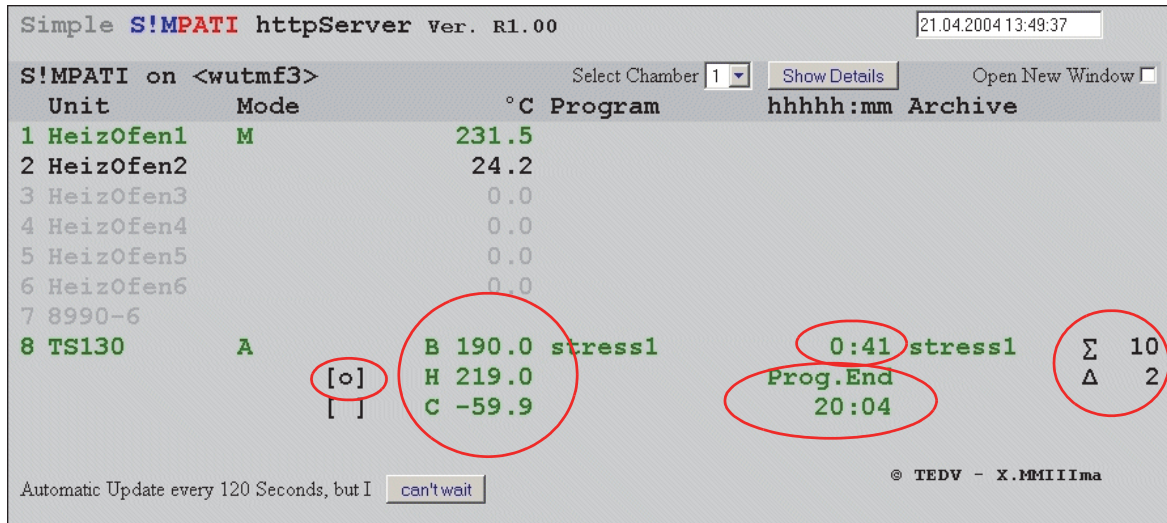 Simple S!MPATI httpServer Ver. R1.00 21.04.2004 13:49:37
S!MPATI on <wutmf3> Select Chamber 1 Show Details Open New Window
Unit Mode °C Program hhhhh:mm Archive
1 HeizOfen1 M 231.5
2 HeizOfen2 24.2
3 HeizOfen3 0.0
4 HeizOfen4 0.0
5 HeizOfen5 0.0
6 HeizOfen6 0.0
7 8990-6
8 TS130 A B 190.0 stress1 0:41 stress1 Σ 10
[o] H 219.0 Prog.End Δ 2
[ ] C -59.9 20:04
© TEDV - X.MMIIIma
Automatic Update every 120 Seconds, but I can't wait